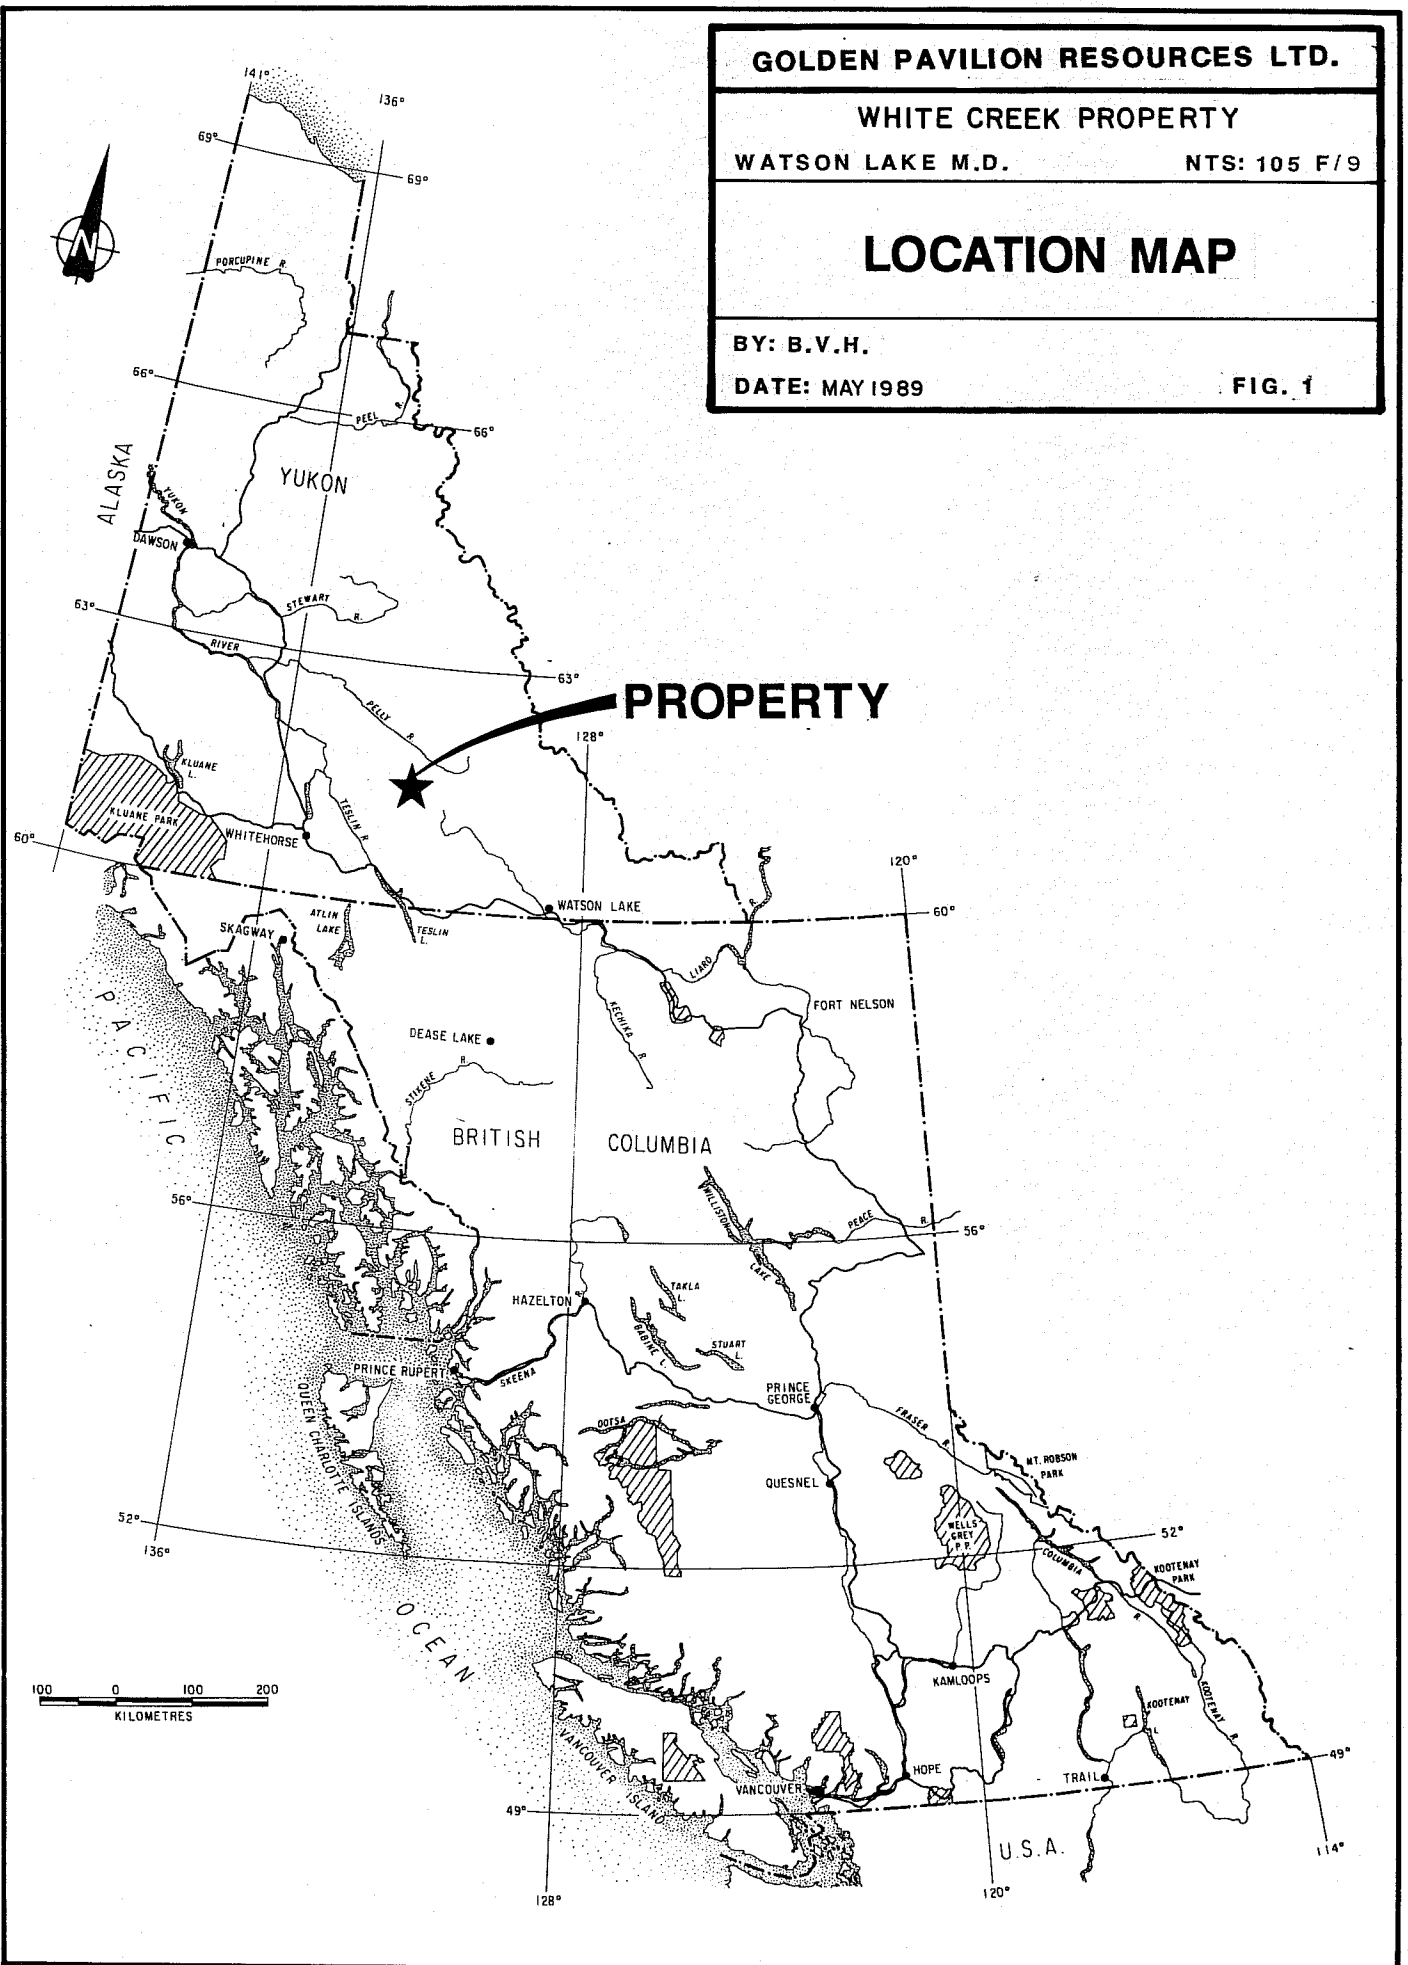 GOLDEN PAVILION RESOURCES LTD.
WHITE CREEK PROPERTY
WATSON LAKE M.D. NTS: 105 F/9
LOCATION MAP
BY: B.V.H.
DATE: MAY 1989 FIG. 1
141°
136°
69°
69°
N
PORCUPINE R.
66°
PEEL R.
66°
ALASKA
YUKON
YUKON
DAWSON
63°
STEWART R.
RIVER
63°
PELLY R.
PROPERTY
128°
KLUANE L.
KLUANE PARK
TESLIN R.
60°
WHITEHORSE
120°
WATSON LAKE
60°
SKAGWAY
ATLIN LAKE
TESLIN L.
R.
LIARD
FORT NELSON
KECHIKA R.
DEASE LAKE
STIKENE R.
PACIFIC
BRITISH COLUMBIA
56°
WILLISTON LAKE
PEACE R.
56°
HAZELTON
R.
TAKLA L.
BABINE L.
STUART L.
PRINCE RUPERT
SKEENA
PRINCE GEORGE
QUEEN CHARLOTTE ISLANDS
OOTSA
FRASER R.
MT. ROBSON PARK
QUESNEL
WELLS GREY P.P.
52°
136°
52°
COLUMBIA R.
KOOTENAY PARK
OCEAN
100 0 100 200
KILOMETRES
KAMLOOPS
KOOTENAY L.
KOOTENAY R.
VANCOUVER ISLAND
VANCOUVER
HOPE
TRAIL
49°
49°
U.S.A.
114°
128°
120°